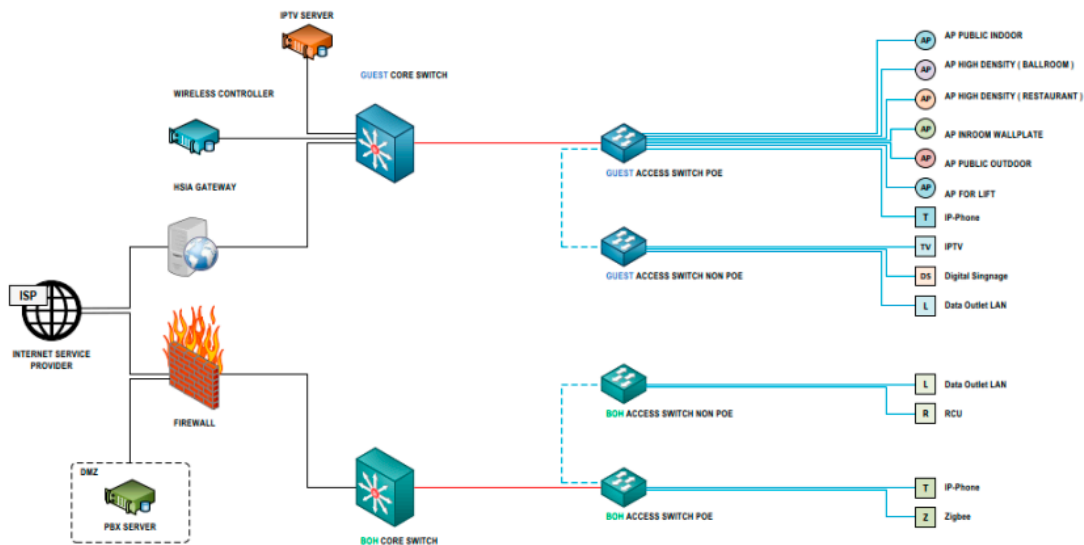 IPTV SERVER
GUEST CORE SWITCH
WIRELESS CONTROLLER
HSIA GATEWAY
ISP
INTERNET SERVICE
PROVIDER
FIREWALL
DMZ
PBX SERVER
BOH CORE SWITCH
GUEST ACCESS SWITCH POE
GUEST ACCESS SWITCH NON POE
BOH ACCESS SWITCH NON POE
BOH ACCESS SWITCH POE
AP AP PUBLIC INDOOR
AP AP HIGH DENSITY ( BALLROOM )
AP AP HIGH DENSITY ( RESTAURANT )
AP AP INROOM WALLPLATE
AP AP PUBLIC OUTDOOR
AP AP FOR LIFT
T IP-Phone
TV IPTV
DS Digital Singnage
L Data Outlet LAN
L Data Outlet LAN
R RCU
T IP-Phone
Z Zigbee